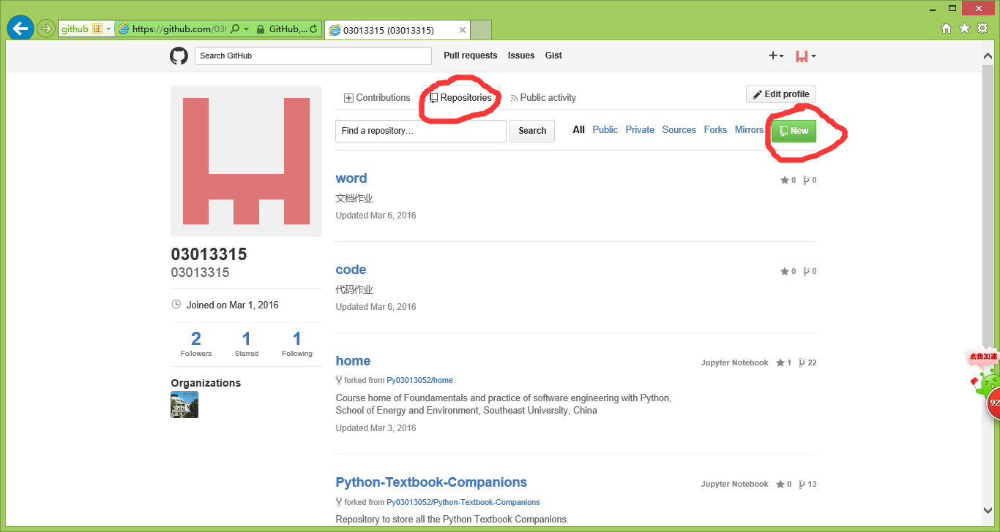 github 证 https://github.com/03 GitHub,... 03013315 (03013315)
Search GitHub Pull requests Issues Gist
Contributions Repositories Public activity Edit profile
Find a repository... Search All Public Private Sources Forks Mirrors New
word 0 0
文档作业
Updated Mar 6, 2016
code 0 0
代码作业
Updated Mar 6, 2016
home Jupyter Notebook 1 22
forked from Py03013052/home
Course home of Foundamentals and practice of software engineering with Python,
School of Energy and Environment, Southeast University, China
Updated Mar 3, 2016
Python-Textbook-Companions Jupyter Notebook 0 13
forked from Py03013052/Python-Textbook-Companions
Repository to store all the Python Textbook Companions.
03013315
03013315
Joined on Mar 1, 2016
2 1 1
Followers Starred Following
Organizations
点我加速
92